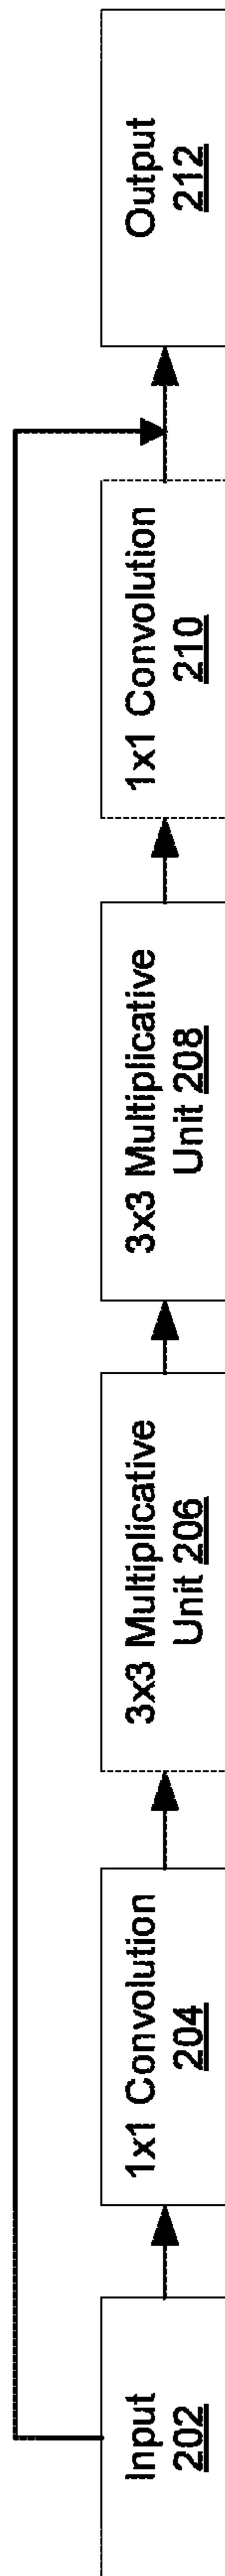 Input
202
1x1 Convolution
204
3x3 Multiplicative
Unit 206
3x3 Multiplicative
Unit 208
1x1 Convolution
210
Output
212